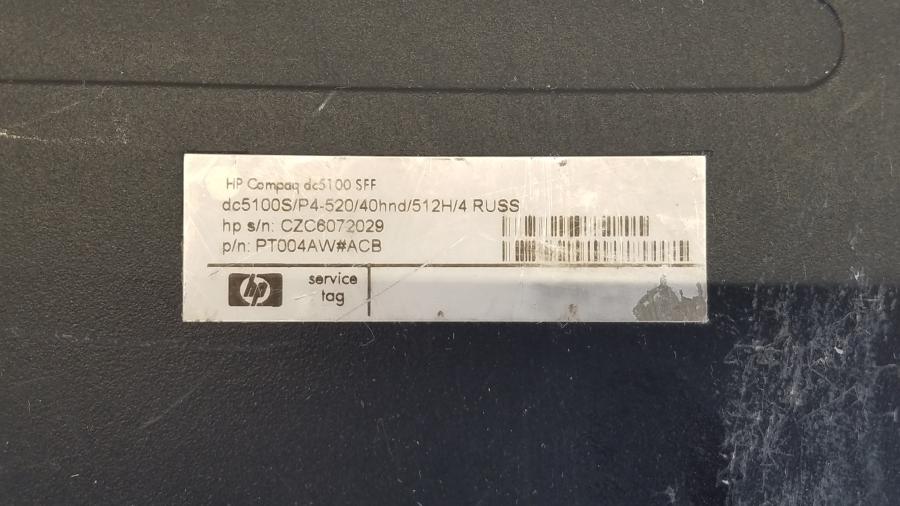 HP Compaq dc5100 SFF
dc5100S/P4-520/40hnd/512H/4 RUSS
hp s/n: CZC6072029
p/n: PT004AW#ACB
hp
service
tag